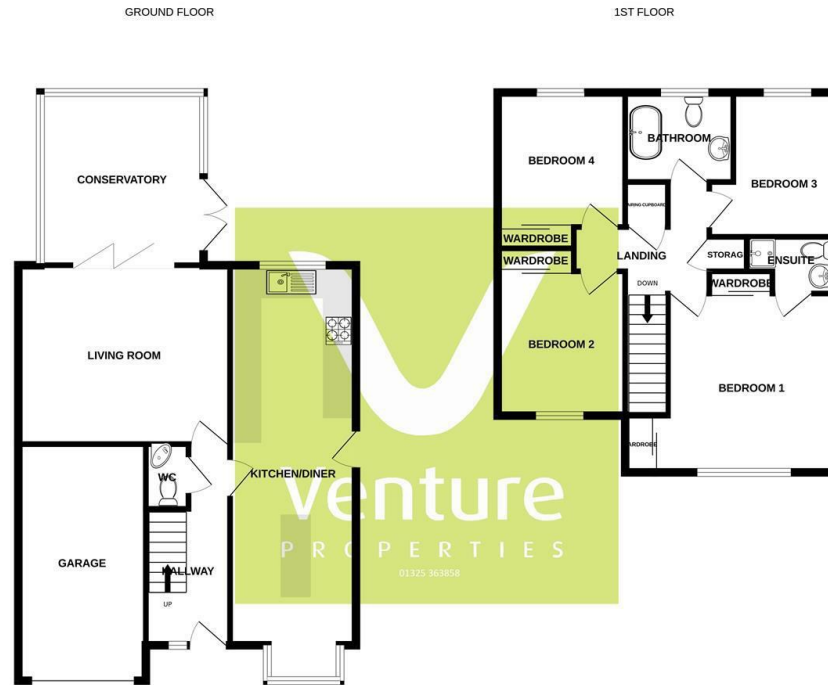 GROUND FLOOR
1ST FLOOR
CONSERVATORY
LIVING ROOM
KITCHEN/DINER
WC
GARAGE
HALLWAY
UP
BATHROOM
BEDROOM 4
BEDROOM 3
AIRING CUPBOARD
WARDROBE
WARDROBE
LANDING
DOWN
STORAG
ENSUITE
WARDROBE
BEDROOM 2
BEDROOM 1
ARDROBE
Venture
PROPERTIES
01325 363858